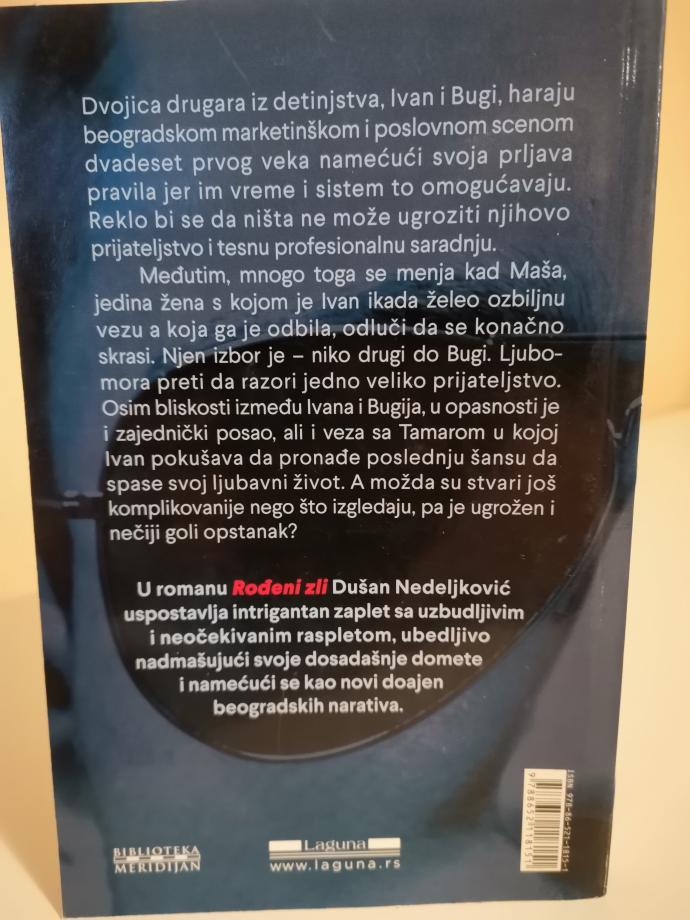 Dvojica drugara iz detinjstva, Ivan i Bugi, haraju
beogradskom marketinškom i poslovnom scenom
dvadeset prvog veka namećući svoja prljava
pravila jer im vreme i sistem to omogućavaju.
Reklo bi se da ništa ne može ugroziti njihovo
prijateljstvo i tesnu profesionalnu saradnju.
Međutim, mnogo toga se menja kad Maša,
jedina žena s kojom je Ivan ikada želeo ozbiljnu
vezu a koja ga je odbila, odluči da se konačno
skrasi. Njen izbor je – niko drugi do Bugi. Ljubo-
mora preti da razori jedno veliko prijateljstvo.
Osim bliskosti između Ivana i Bugija, u opasnosti je
i zajednički posao, ali i veza sa Tamarom u kojoj
Ivan pokušava da pronađe poslednju šansu da
spase svoj ljubavni život. A možda su stvari još
komplikovanije nego što izgledaju, pa je ugrožen i
nečiji goli opstanak?
U romanu Rođeni zli Dušan Nedeljković
uspostavlja intrigantan zaplet sa uzbudljivim
i neočekivanim raspletom, ubedljivo
nadmašujući svoje dosadašnje domete
i namećući se kao novi doajen
beogradskih narativa.
BIBLIOTEKA
MERIDIJAN
Laguna
www.laguna.rs
ISBN 978-86-521-1815-1
9788652118151